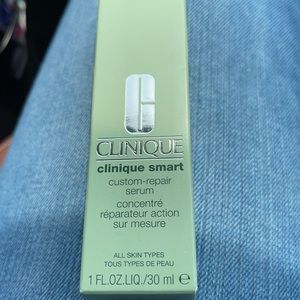 CLINIQUE
clinique smart
custom-repair
serum
concentré
réparateur action
sur mesure
ALL SKIN TYPES
TOUS TYPES DE PEAU
1 FL.OZ.LIQ./30 ml ℮